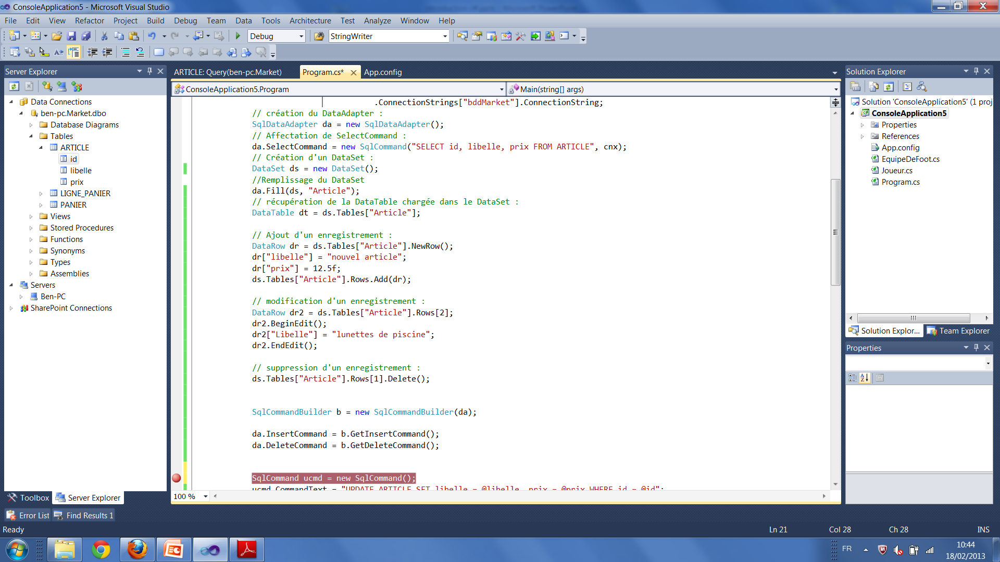 ConsoleApplication5 - Microsoft Visual Studio
File Edit View Refactor Project Build Debug Team Data Tools Architecture Test Analyze Window Help
Debug StringWriter
Server Explorer
Data Connections
ben-pc.Market.dbo
Database Diagrams
Tables
ARTICLE
id
libelle
prix
LIGNE_PANIER
PANIER
Views
Stored Procedures
Functions
Synonyms
Types
Assemblies
Servers
Ben-PC
SharePoint Connections
Toolbox Server Explorer
ARTICLE: Query(ben-pc.Market) Program.cs* App.config
ConsoleApplication5.Program Main(string[] args)
.ConnectionStrings["bddMarket"].ConnectionString;
// création du DataAdapter :
SqlDataAdapter da = new SqlDataAdapter();
// Affectation de SelectCommand :
da.SelectCommand = new SqlCommand("SELECT id, libelle, prix FROM ARTICLE", cnx);
// Création d'un DataSet :
DataSet ds = new DataSet();
//Remplissage du DataSet
da.Fill(ds, "Article");
// récupération de la DataTable chargée dans le DataSet :
DataTable dt = ds.Tables["Article"];
// Ajout d'un enregistrement :
DataRow dr = ds.Tables["Article"].NewRow();
dr["libelle"] = "nouvel article";
dr["prix"] = 12.5f;
ds.Tables["Article"].Rows.Add(dr);
// modification d'un enregistrement :
DataRow dr2 = ds.Tables["Article"].Rows[2];
dr2.BeginEdit();
dr2["Libelle"] = "lunettes de piscine";
dr2.EndEdit();
// suppression d'un enregistrement :
ds.Tables["Article"].Rows[1].Delete();
SqlCommandBuilder b = new SqlCommandBuilder(da);
da.InsertCommand = b.GetInsertCommand();
da.DeleteCommand = b.GetDeleteCommand();
SqlCommand ucmd = new SqlCommand();
ucmd.CommandText = "UPDATE ARTICLE SET libelle = @libelle, prix = @prix WHERE id = @id";
100 %
Solution Explorer
Solution 'ConsoleApplication5' (1 proj
ConsoleApplication5
Properties
References
App.config
EquipeDeFoot.cs
Joueur.cs
Program.cs
Solution Explor... Team Explorer
Properties
Error List Find Results 1
Ready Ln 21 Col 28 Ch 28 INS
FR 10:44
18/02/2013